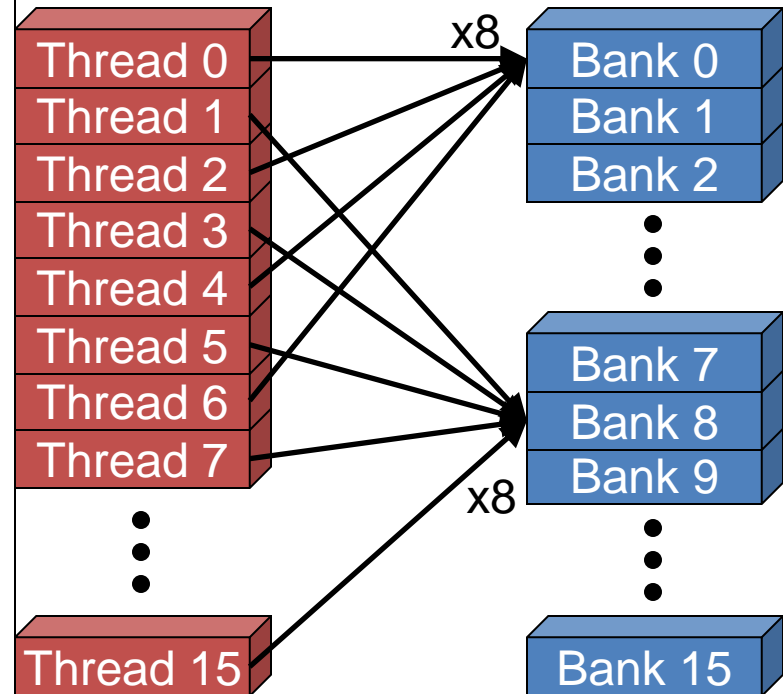 Thread 0
Thread 1
Thread 2
Thread 3
Thread 4
Thread 5
Thread 6
Thread 7
Thread 15
x8
x8
Bank 0
Bank 1
Bank 2
Bank 7
Bank 8
Bank 9
Bank 15